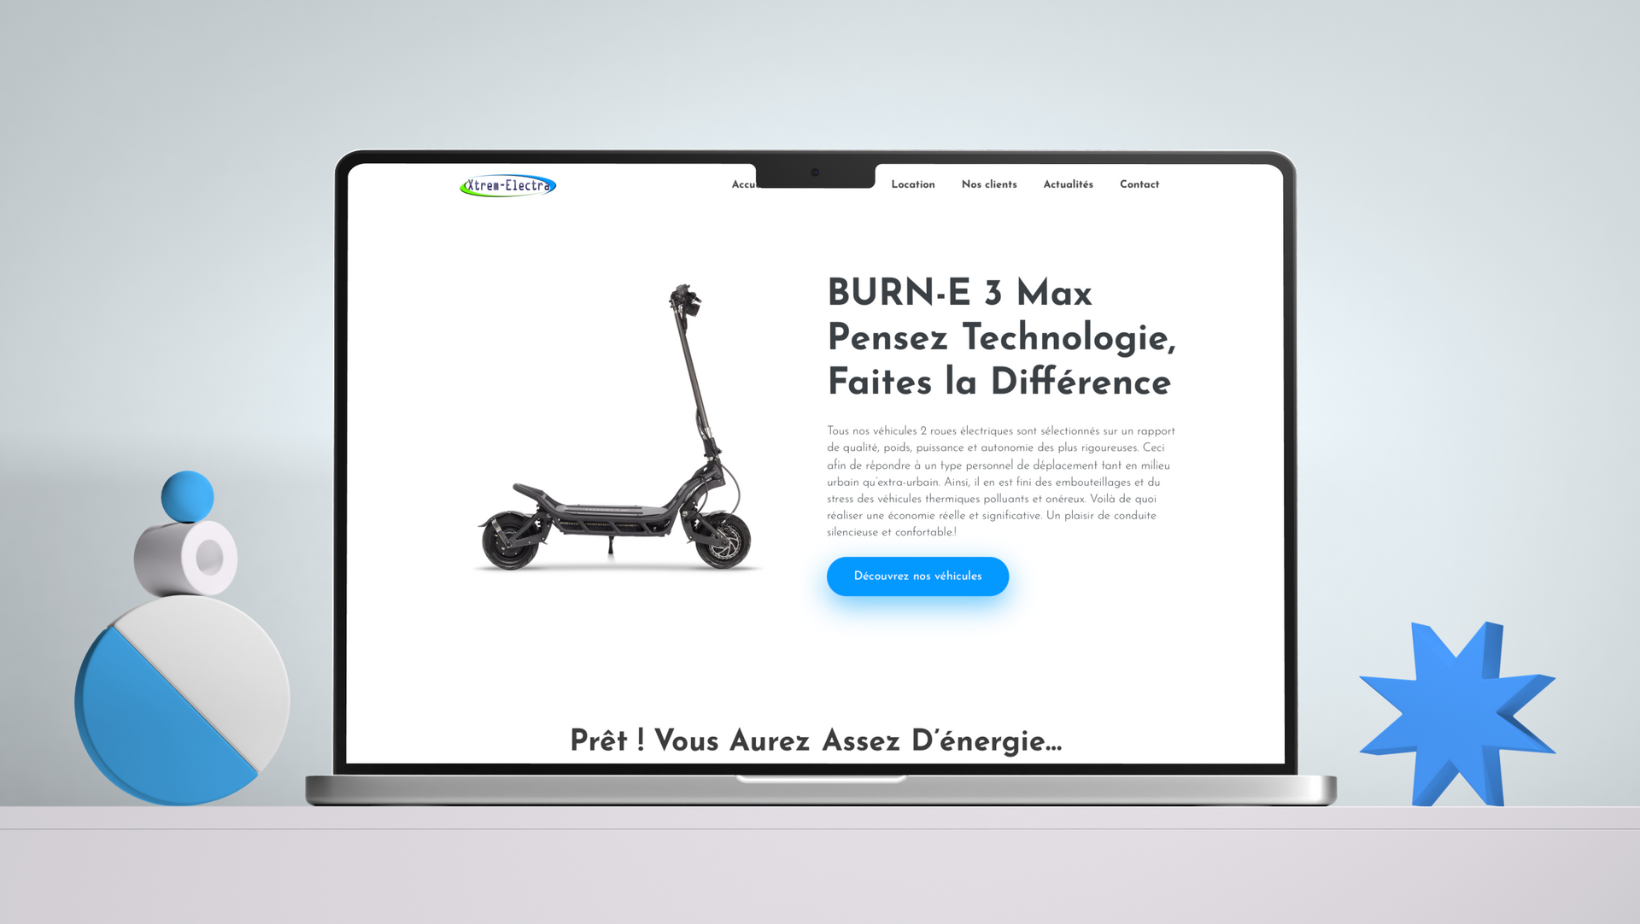 Xtrem-Electra
Location
Nos clients
Actualités
Contact
BURN-E 3 Max
Pensez Technologie,
Faites la Différence
Tous nos véhicules 2 roues électriques sont sélectionnés sur un rapport
de qualité, poids, puissance et autonomie des plus rigoureuses. Ceci
afin de répondre à un type personnel de déplacement tant en milieu
urbain qu'extra-urbain. Ainsi, il en est fini des embouteillages et du
stress des véhicules thermiques polluants et onéreux. Voilà de quoi
réaliser une économie réelle et significative. Un plaisir de conduite
silencieuse et confortable!
Découvrez nos véhicules
Prêt ! Vous Aurez Assez D'énergie...